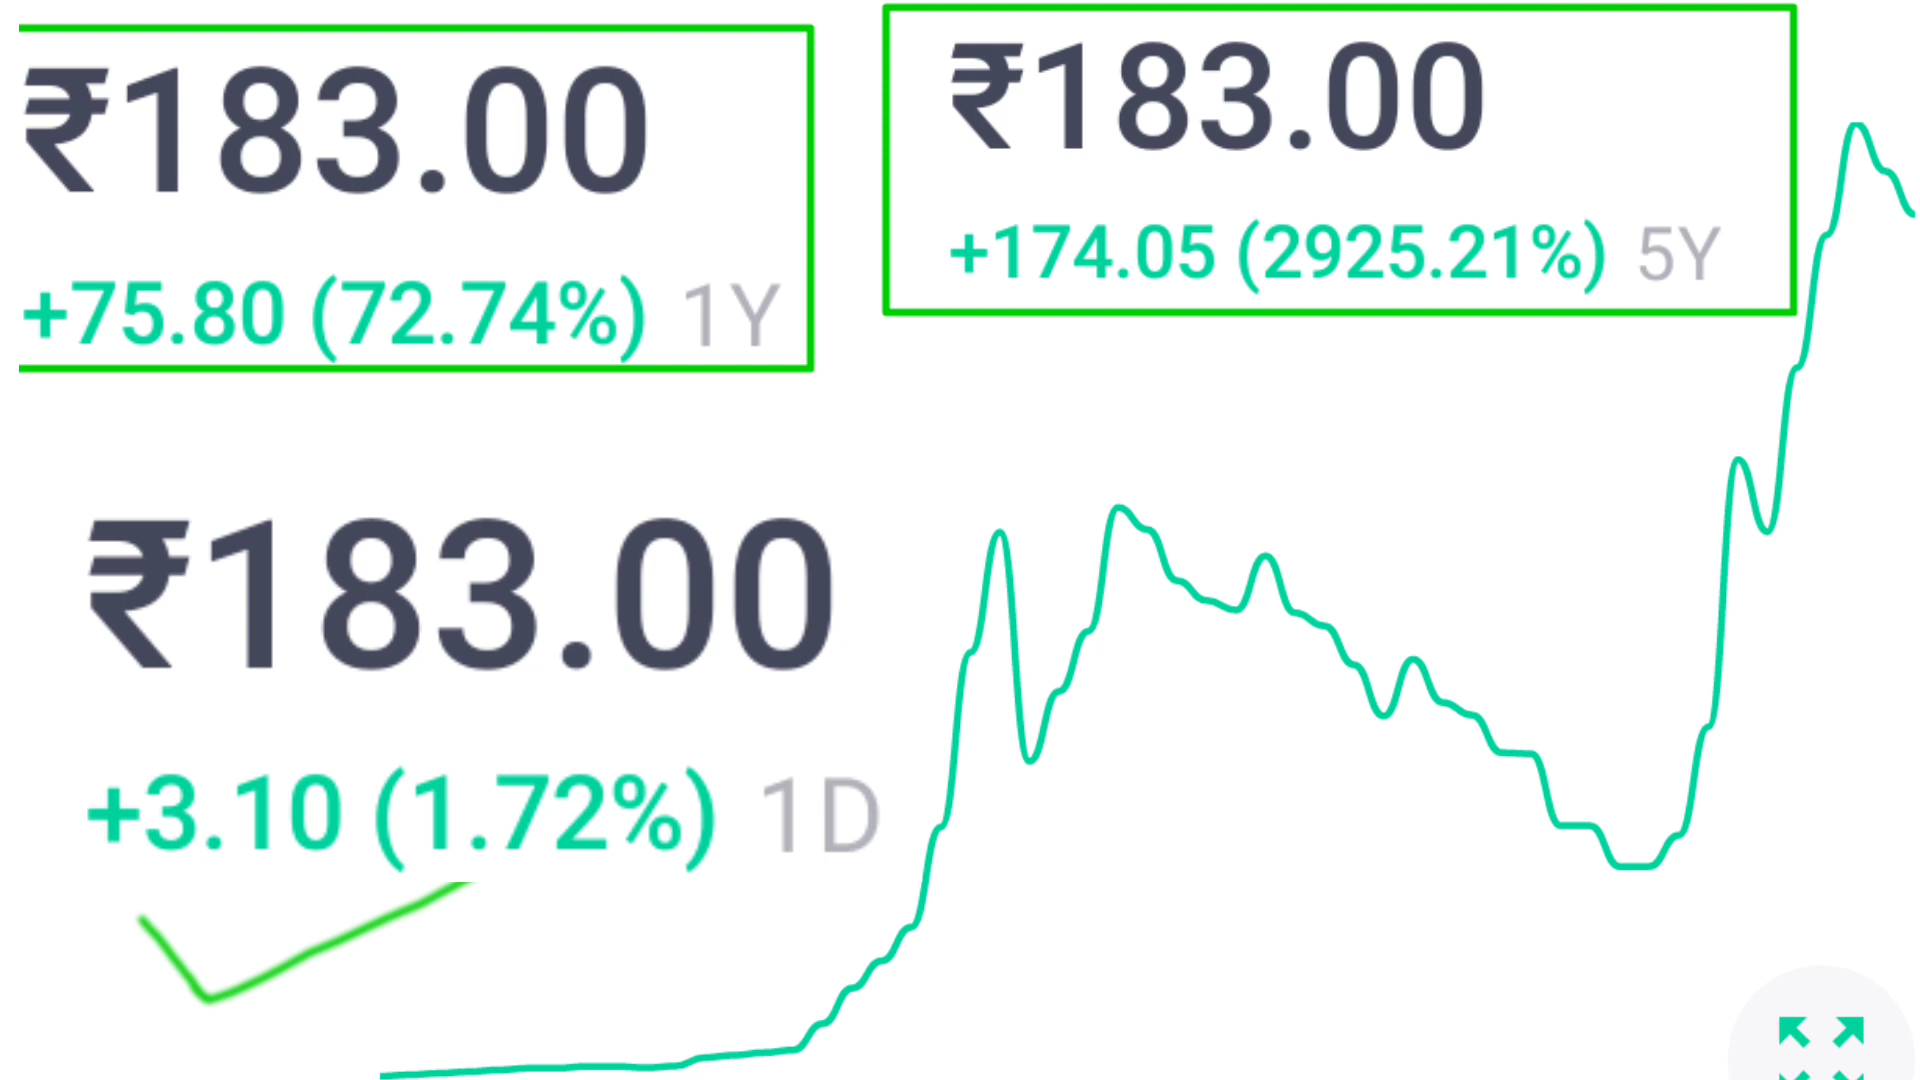 ₹183.00
+75.80 (72.74%) 1Y
₹183.00
+174.05 (2925.21%) 5Y
₹183.00
+3.10 (1.72%) 1D